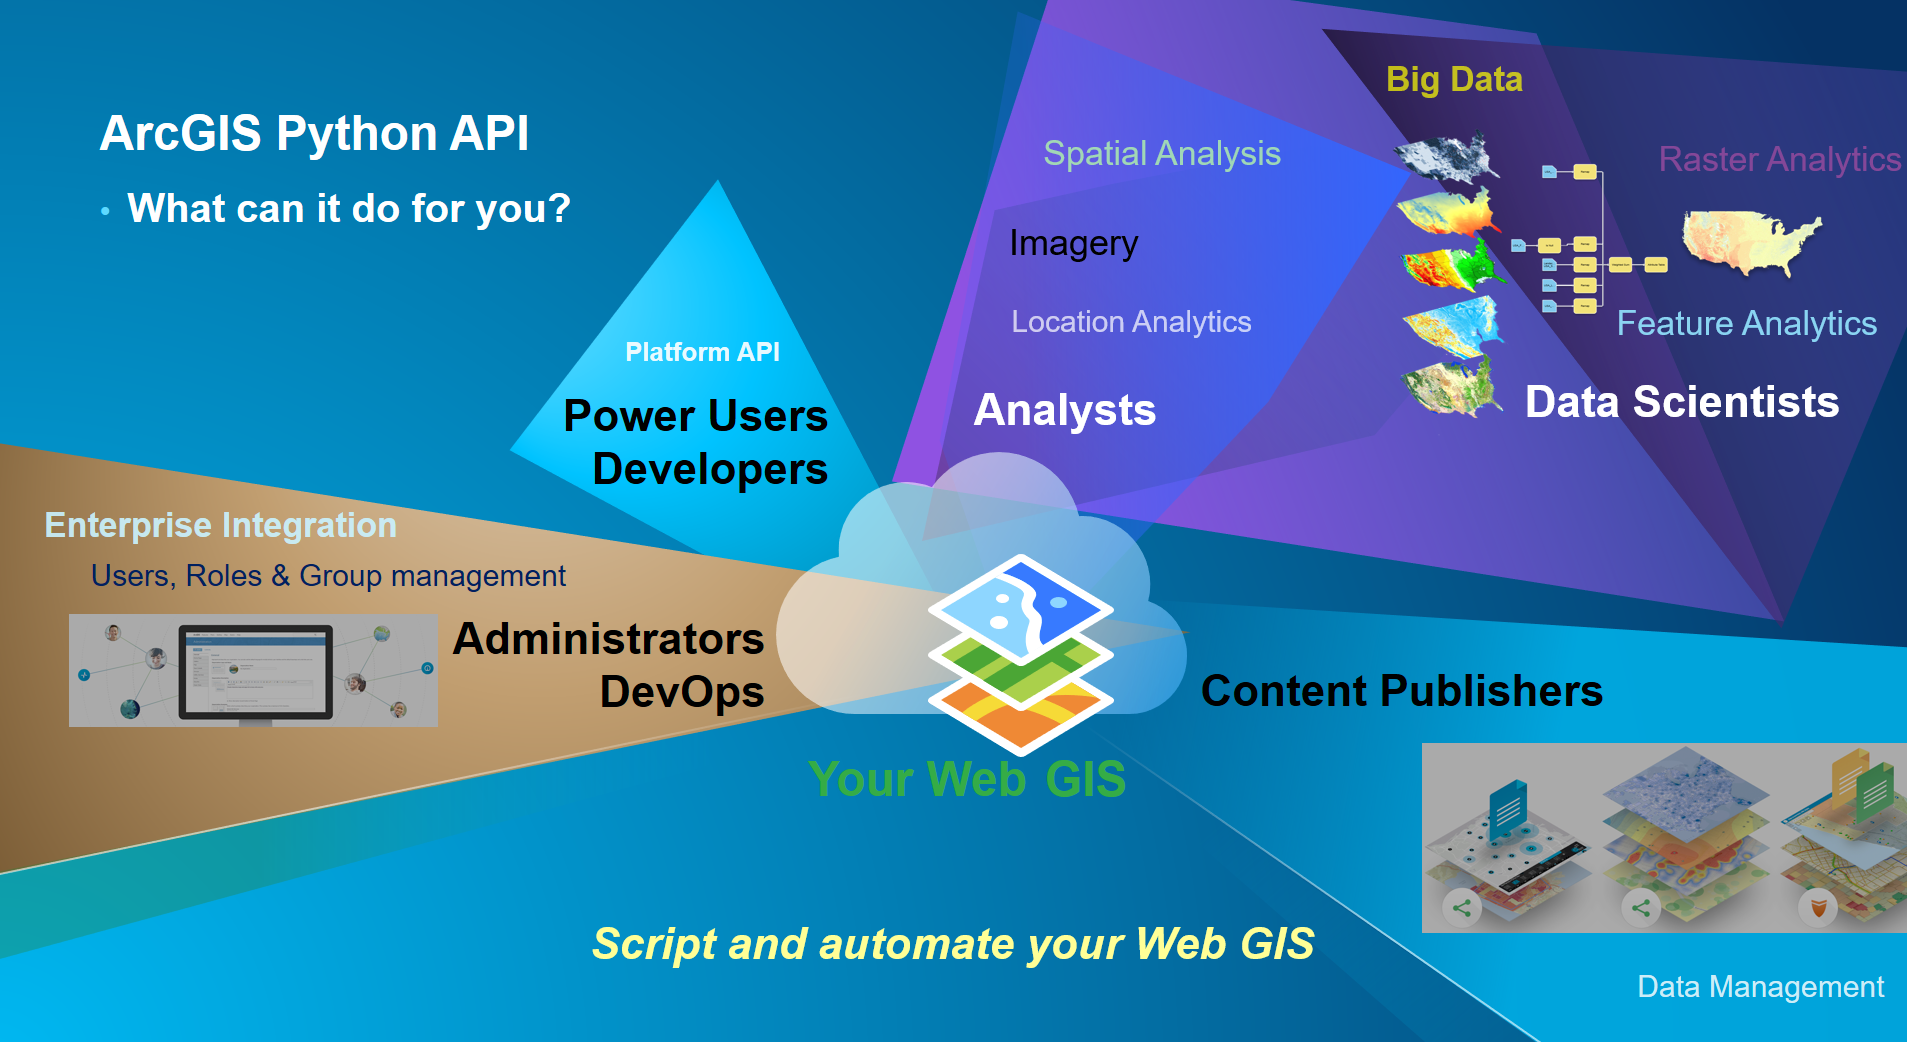 ArcGIS Python API
• What can it do for you?
Platform API
Power Users
Developers
Spatial Analysis
Imagery
Location Analytics
Analysts
Big Data
Raster Analytics
Feature Analytics
Data Scientists
Enterprise Integration
Users, Roles & Group management
Administrators
DevOps
Content Publishers
Your Web GIS
Script and automate your Web GIS
Data Management